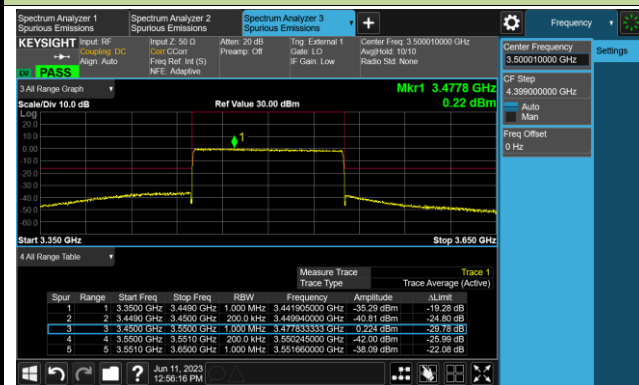 Spectrum Analyzer 1
Spurious Emissions
Spectrum Analyzer 2
Spurious Emissions
Spectrum Analyzer 3
Spurious Emissions
Frequency
KEYSIGHT
Input: RF
Coupling: DC
Align: Auto
Input Z: 50 Ω
Corr CCorr
Freq Ref: Int (S)
NFE: Adaptive
Atten: 20 dB
Preamp: Off
Trig: External 1
Gate: LO
IF Gain: Low
Center Freq: 3.500010000 GHz
Avg|Hold: 10/10
Radio Std: None
PASS
Center Frequency
3.500010000 GHz
Settings
CF Step
4.399000000 GHz
Auto
Man
Freq Offset
0 Hz
3 All Range Graph
Mkr1 3.4778 GHz
Scale/Div 10.0 dB
Ref Value 30.00 dBm
0.22 dBm
Log
20.0
10.0
0.00
-10.0
-20.0
-30.0
-40.0
-50.0
-60.0
1
Start 3.350 GHz
Stop 3.650 GHz
4 All Range Table
Measure Trace Trace 1
Trace Type Trace Average (Active)
Spur Range Start Freq Stop Freq RBW Frequency Amplitude ΔLimit
1 1 3.3500 GHz 3.4490 GHz 1.000 MHz 3.441905000 GHz -35.29 dBm -19.28 dB
2 2 3.4490 GHz 3.4500 GHz 200.0 kHz 3.449940000 GHz -40.81 dBm -24.80 dB
3 3 3.4500 GHz 3.5500 GHz 1.000 MHz 3.477833333 GHz 0.224 dBm -29.78 dB
4 4 3.5500 GHz 3.5510 GHz 200.0 kHz 3.550245000 GHz -42.00 dBm -25.99 dB
5 5 3.5510 GHz 3.6500 GHz 1.000 MHz 3.551660000 GHz -38.09 dBm -22.08 dB
Jun 11, 2023
12:56:16 PM